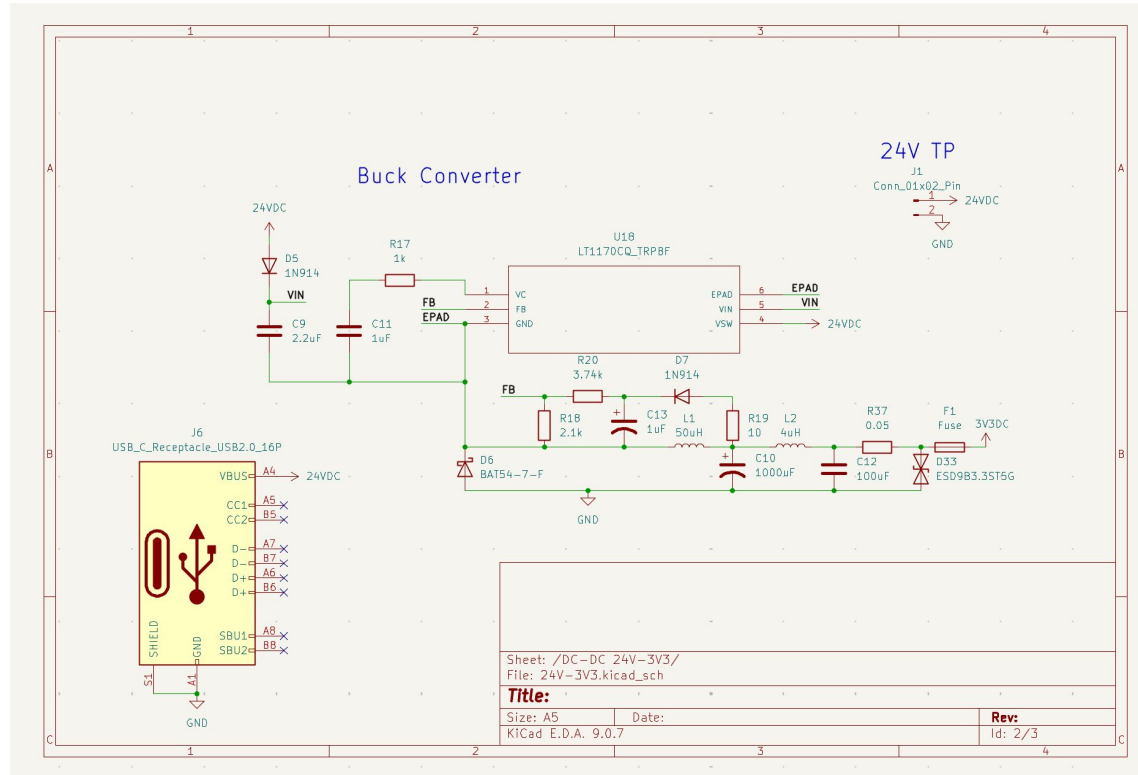 1 2 3 4
A A
B B
C C
Buck Converter
24V TP
J1
Conn_01x02_Pin
1 24VDC
2
GND
24VDC
D5
1N914
VIN
C9
2.2uF
R17
1k
C11
1uF
U18
LT1170CQ_TRPBF
1 VC
FB 2 FB
EPAD 3 GND
EPAD 6 EPAD
VIN 5 VIN
VSW 4 24VDC
FB
R20
3.74k
D7
1N914
R18
2.1k
C13
1uF
L1
50uH
R19
10
L2
4uH
R37
0.05
F1
Fuse
3V3DC
D6
BAT54-7-F
C10
1000uF
C12
100uF
D33
ESD9B3.3ST5G
+
+
GND
J6
USB_C_Receptacle_USB2.0_16P
VBUS A4 24VDC
CC1 A5
CC2 B5
D- A7
D- B7
D+ A6
D+ B6
SBU1 A8
SBU2 B8
SHIELD
GND
S1
A1
GND
Sheet: /DC-DC 24V-3V3/
File: 24V-3V3.kicad_sch
Title:
Size: A5 Date: Rev:
KiCad E.D.A. 9.0.7 Id: 2/3
1 2 3 4